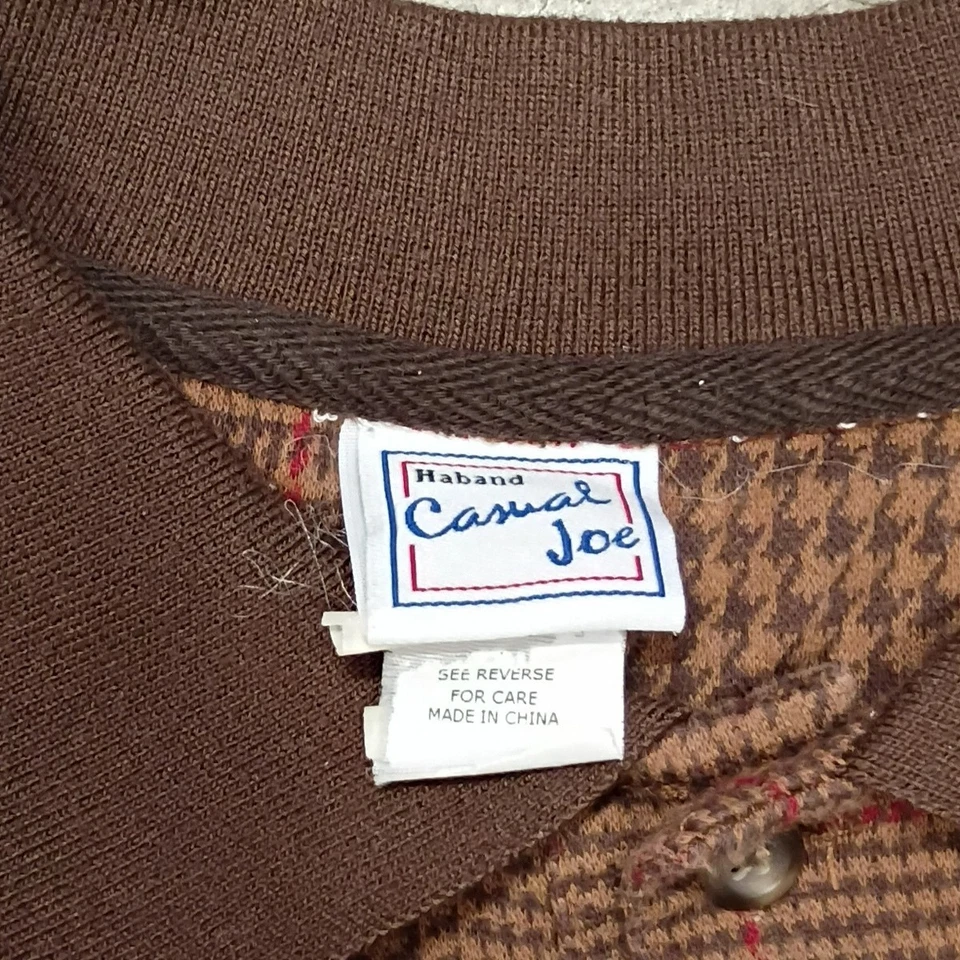 Haband
Casual
Joe
SEE REVERSE
FOR CARE
MADE IN CHINA